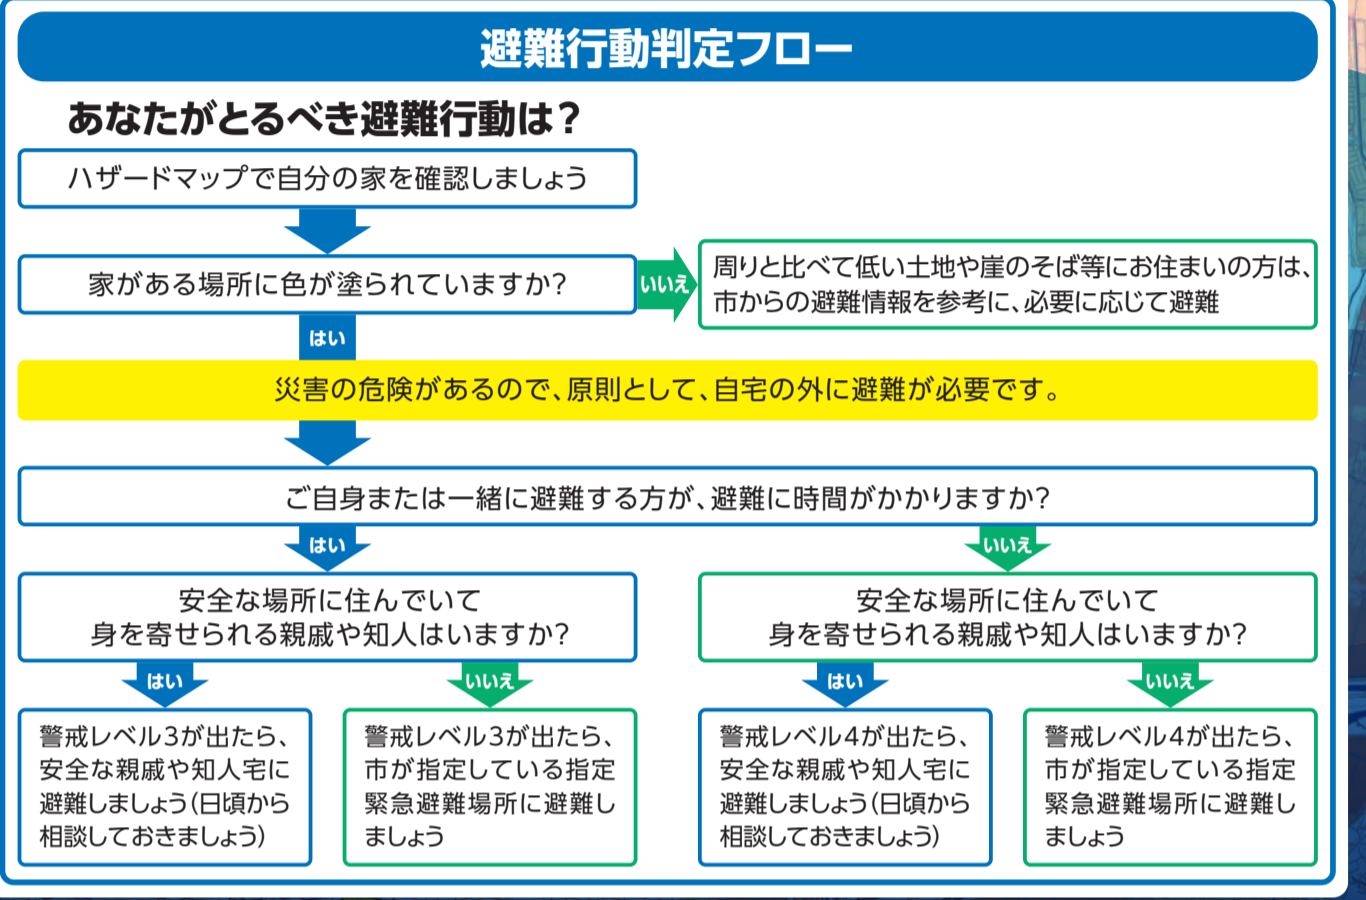 避難行動判定フロー
あなたがとるべき避難行動は？
ハザードマップで自分の家を確認しましょう
家がある場所に色が塗られていますか？
いいえ
周りと比べて低い土地や崖のそば等にお住まいの方は、
市からの避難情報を参考に、必要に応じて避難
はい
災害の危険があるので、原則として、自宅の外に避難が必要です。
ご自身または一緒に避難する方が、避難に時間がかかりますか？
はい
いいえ
安全な場所に住んでいて
身を寄せられる親戚や知人はいますか？
安全な場所に住んでいて
身を寄せられる親戚や知人はいますか？
はい
いいえ
はい
いいえ
警戒レベル3が出たら、
安全な親戚や知人宅に
避難しましょう（日頃から
相談しておきましょう）
警戒レベル3が出たら、
市が指定している指定
緊急避難場所に避難し
ましょう
警戒レベル4が出たら、
安全な親戚や知人宅に
避難しましょう（日頃から
相談しておきましょう）
警戒レベル4が出たら、
市が指定している指定
緊急避難場所に避難し
ましょう